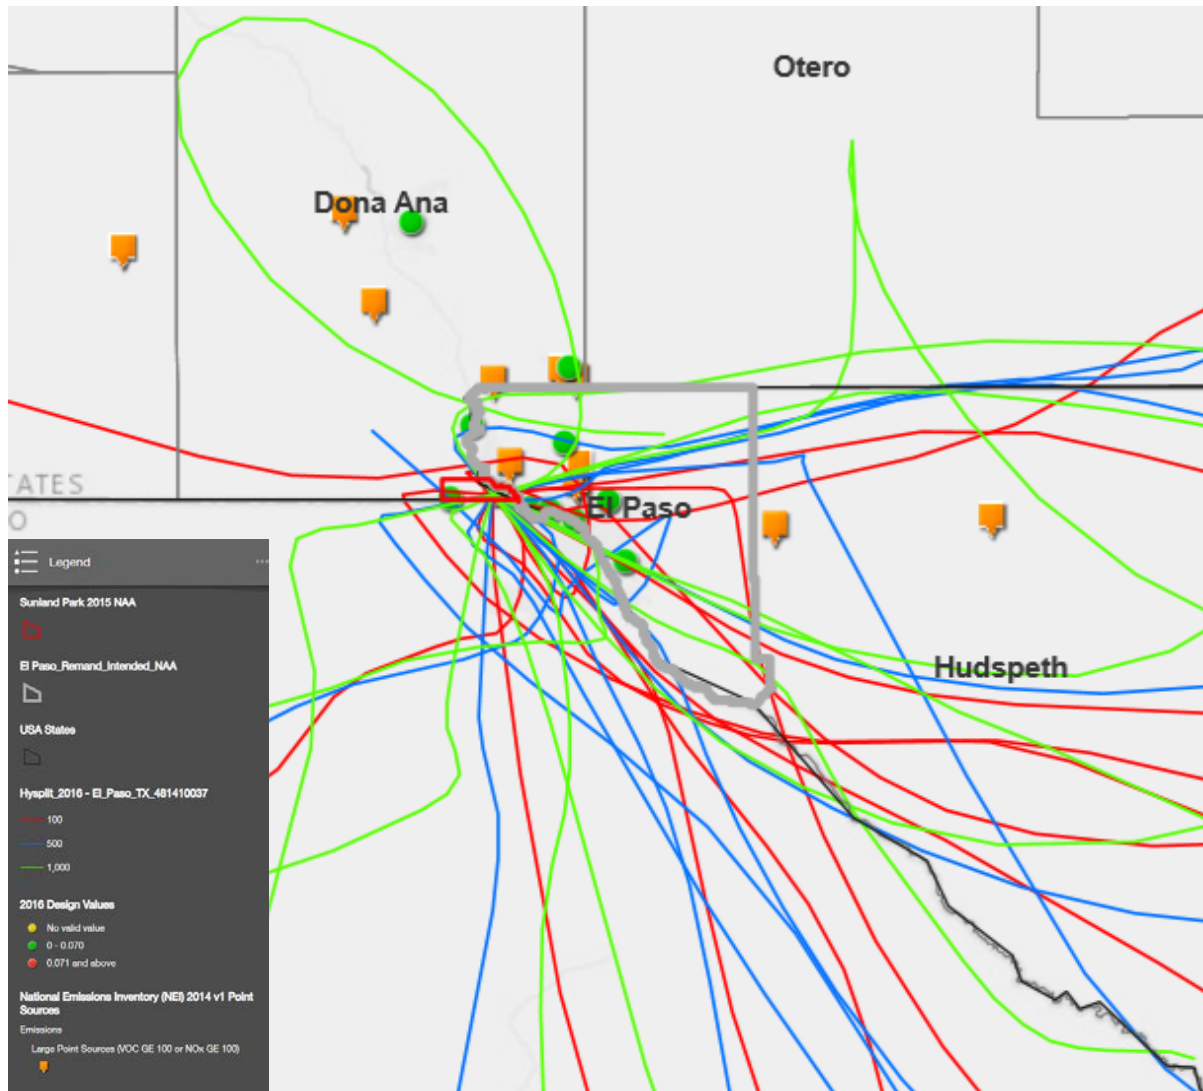 Otero
Dona Ana
ATES
O
El Paso
Hudspeth
Legend
Sunland Park 2015 NAA
El Paso_Remand_Intended_NAA
USA States
Hysplit_2016 - El_Paso_TX_481410037
100
500
1,000
2016 Design Values
No valid value
0 - 0.070
0.071 and above
National Emissions Inventory (NEI) 2014 v1 Point
Sources
Emissions
Large Point Sources (VOC GE 100 or NOx GE 100)